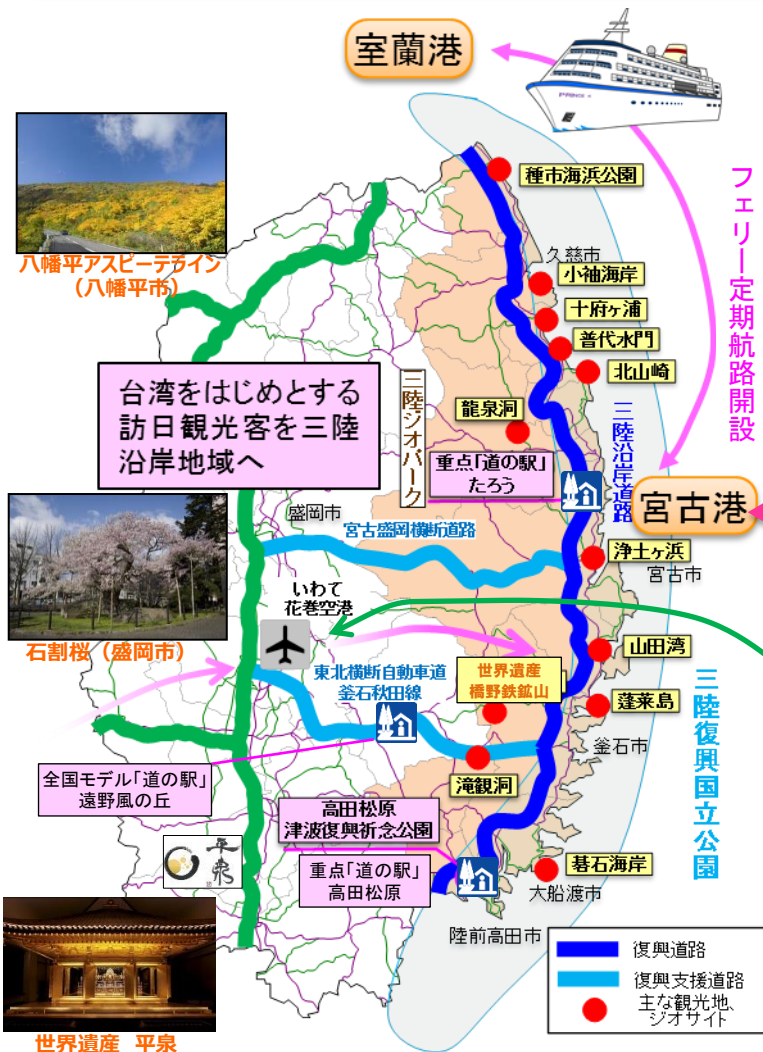 室蘭港
種市海浜公園
フェリー定期航路開設
久慈市
八幡平アスピーテライン
（八幡平市）
小袖海岸
十府ヶ浦
普代水門
北山崎
台湾をはじめとする
訪日観光客を三陸
沿岸地域へ
三陸ジオパーク
龍泉洞
三陸沿岸道路
重点「道の駅」
たろう
宮古港
盛岡市
宮古盛岡横断道路
浄土ヶ浜
宮古市
いわて
花巻空港
石割桜（盛岡市）
山田湾
東北横断自動車道
釜石秋田線
世界遺産
橋野鉄鉱山
蓬莱島
三陸復興国立公園
釜石市
全国モデル「道の駅」
遠野風の丘
滝観洞
高田松原
津波復興祈念公園
平泉
重点「道の駅」
高田松原
碁石海岸
大船渡市
陸前高田市
復興道路
復興支援道路
主な観光地、
ジオサイト
世界遺産　平泉